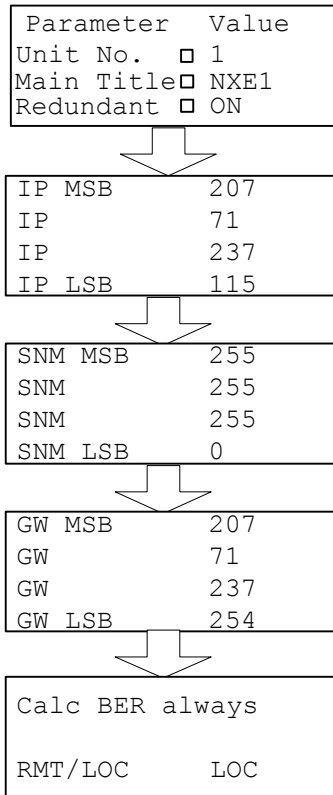 Parameter Value
Unit No. □ 1
Main Title□ NXE1
Redundant □ ON
IP MSB 207
IP 71
IP 237
IP LSB 115
SNM MSB 255
SNM 255
SNM 255
SNM LSB 0
GW MSB 207
GW 71
GW 237
GW LSB 254
Calc BER always
RMT/LOC LOC